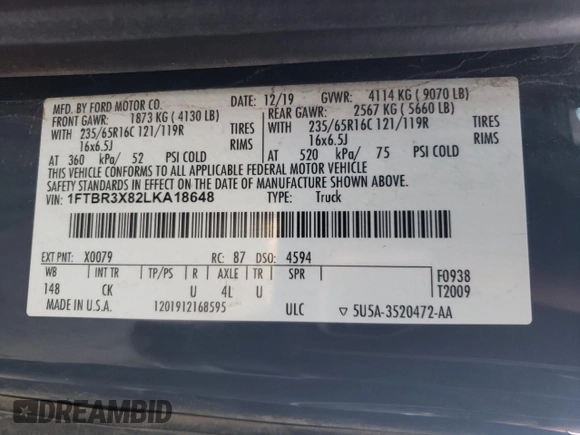 MFD. BY FORD MOTOR CO.
DATE: 12/19 GVWR: 4114 KG ( 9070 LB)
FRONT GAWR: 1873 KG ( 4130 LB) REAR GAWR: 2567 KG ( 5660 LB)
WITH 235/65R16C 121/119R TIRES WITH 235/65R16C 121/119R TIRES
16x6.5J RIMS 16x6.5J RIMS
AT 360 kPa/ 52 PSI COLD AT 520 kPa/ 75 PSI COLD
THIS VEHICLE CONFORMS TO ALL APPLICABLE FEDERAL MOTOR VEHICLE
SAFETY STANDARDS IN EFFECT ON THE DATE OF MANUFACTURE SHOWN ABOVE.
VIN: 1FTBR3X82LKA18648 TYPE: Truck
EXT PNT: X0079 RC: 87 DSO: 4594
WB INT TR TP/PS R AXLE TR SPR
F0938
148 CK U 4L U
T2009
MADE IN U.S.A. 1201912168595 ULC ▽ 5U5A-3520472-AA
DREAMBID